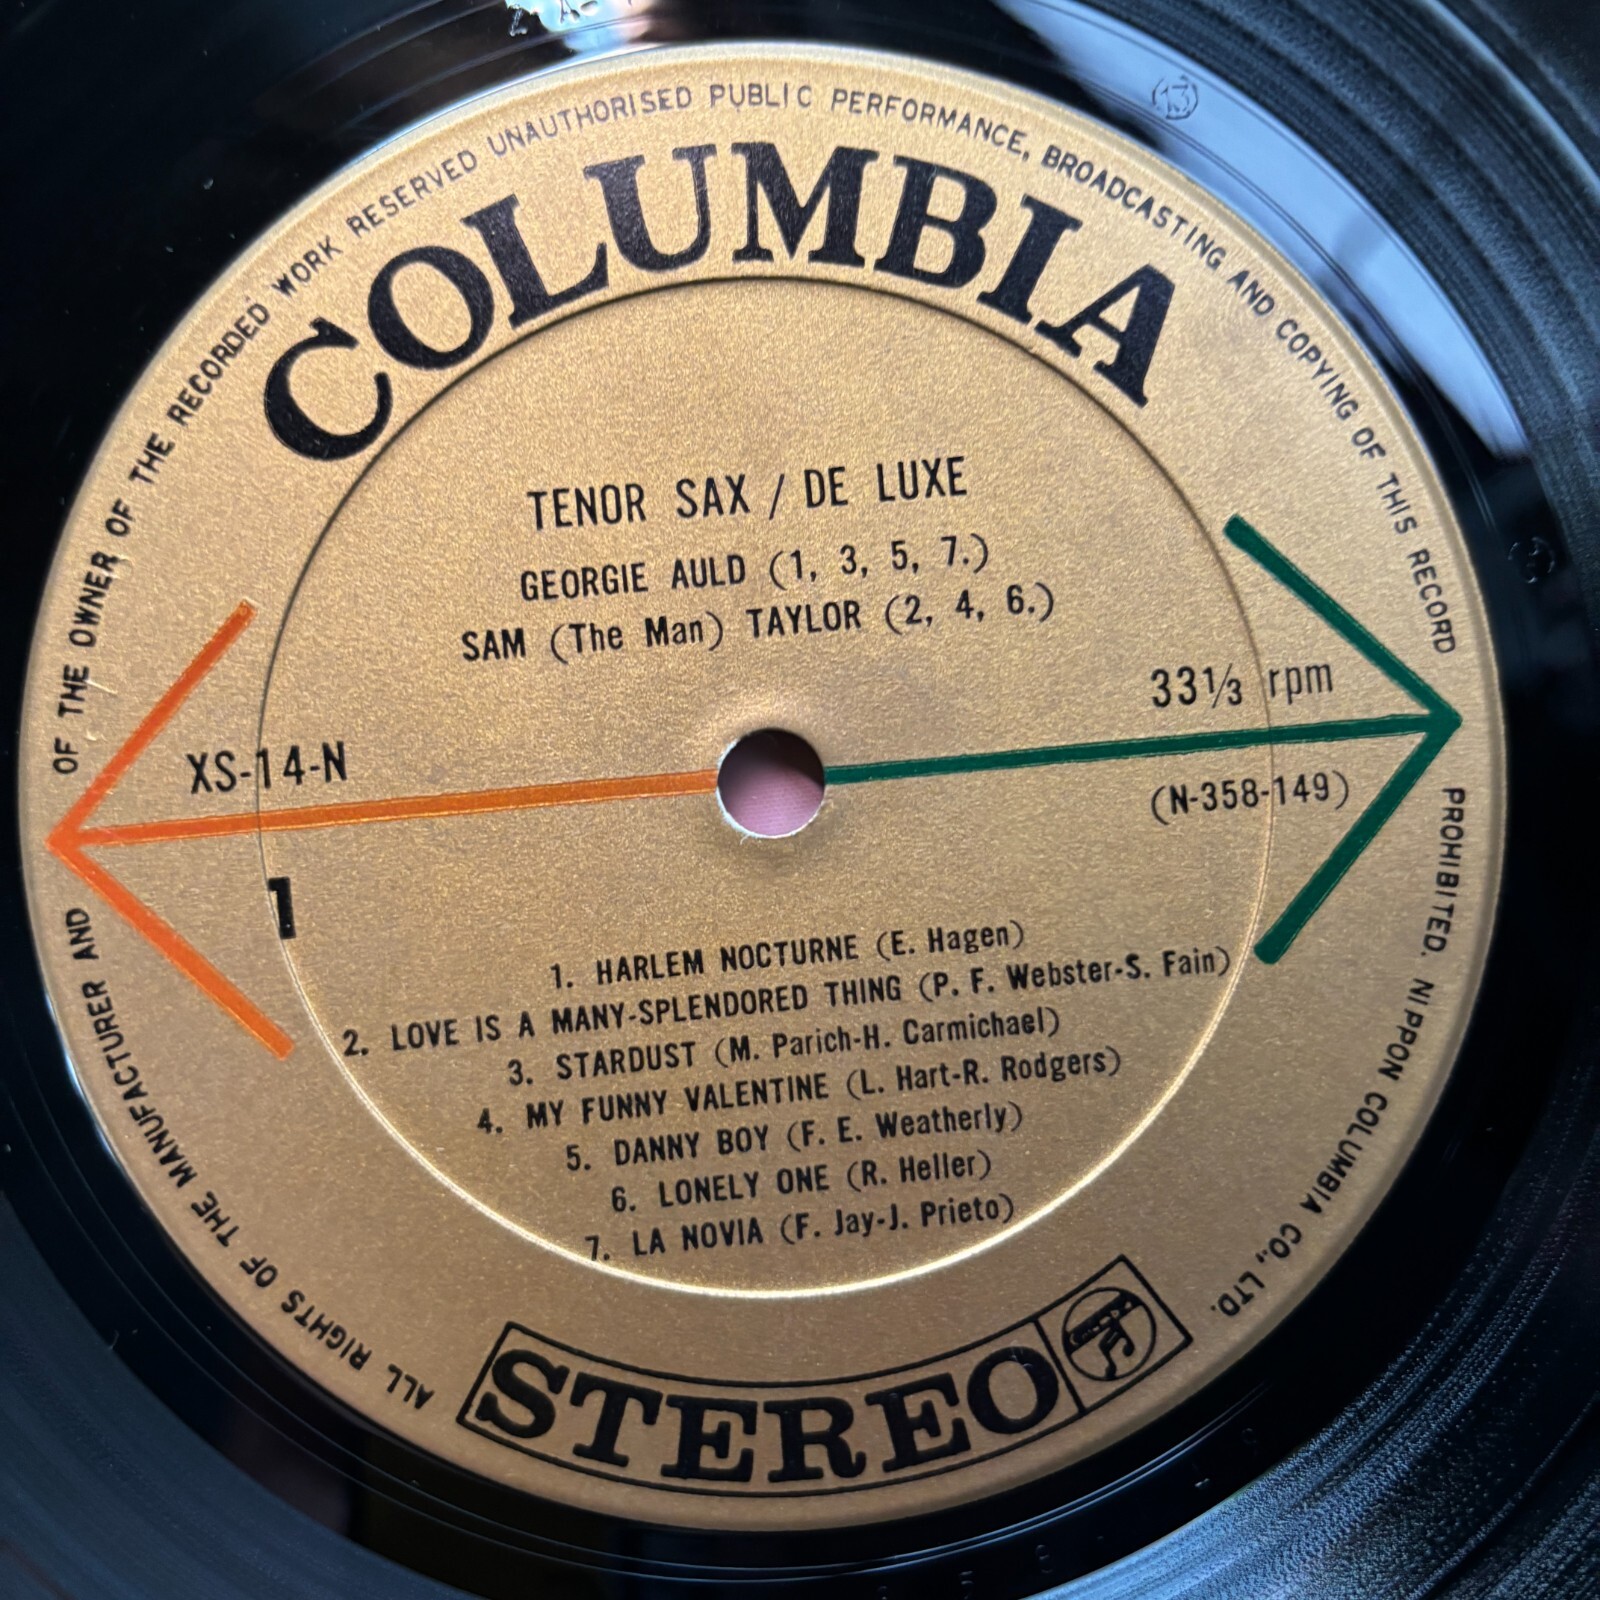 ALL RIGHTS OF THE MANUFACTURER AND OF THE OWNER OF THE RECORDED WORK RESERVED UNAUTHORISED PUBLIC PERFORMANCE, BROADCASTING AND COPYING OF THIS RECORD PROHIBITED. NIPPON COLUMBIA CO., LTD.
COLUMBIA
TENOR SAX / DE LUXE
GEORGIE AULD (1, 3, 5, 7.)
SAM (The Man) TAYLOR (2, 4, 6.)
33⅓ rpm
XS-14-N
(N-358-149)
1
1. HARLEM NOCTURNE (E. Hagen)
2. LOVE IS A MANY-SPLENDORED THING (P. F. Webster-S. Fain)
3. STARDUST (M. Parich-H. Carmichael)
4. MY FUNNY VALENTINE (L. Hart-R. Rodgers)
5. DANNY BOY (F. E. Weatherly)
6. LONELY ONE (R. Heller)
7. LA NOVIA (F. Jay-J. Prieto)
STEREO
13